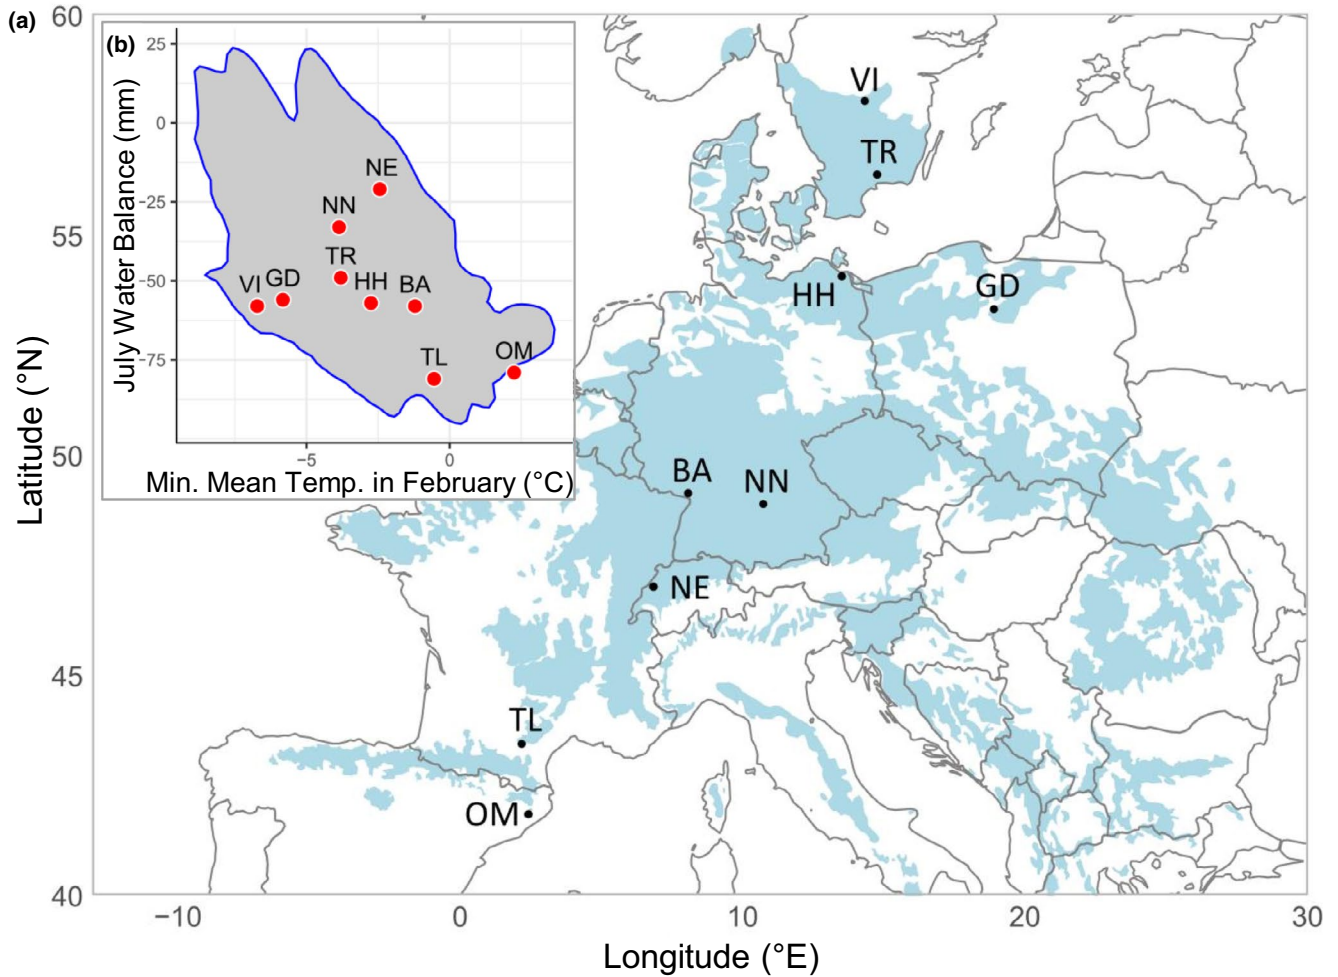 (a)
60
55
50
45
40
Latitude (°N)
(b)
25
0
−25
−50
−75
July Water Balance (mm)
NE
NN
TR
VI
GD
HH
BA
TL
OM
−5
0
Min. Mean Temp. in February (°C)
VI
TR
HH
GD
BA
NN
NE
TL
OM
−10
0
10
20
30
Longitude (°E)